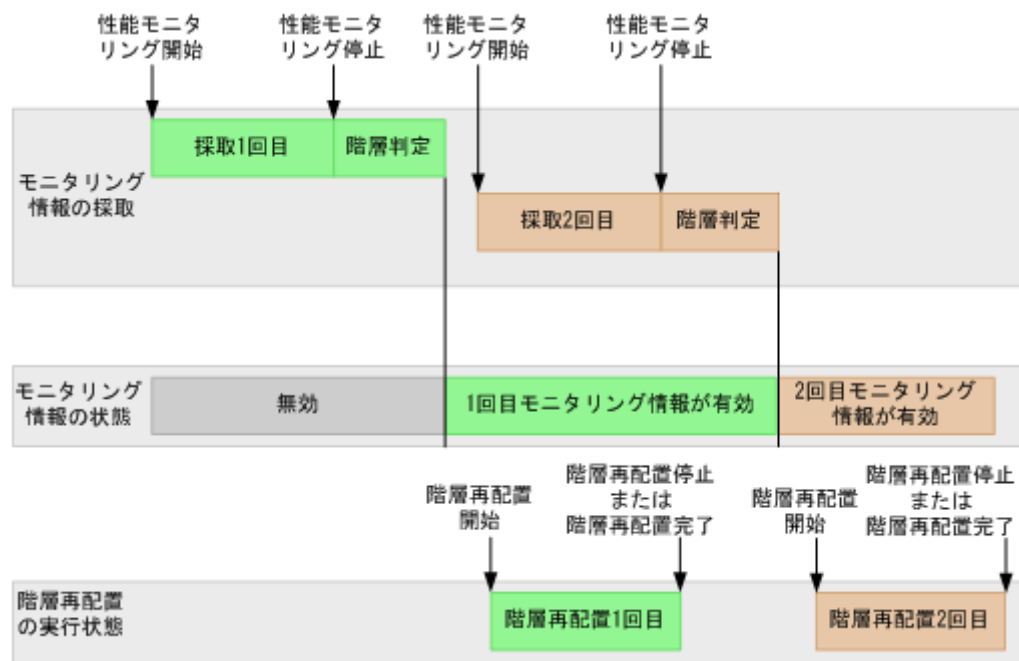 性能モニタ
リング開始
性能モニタ
リング停止
性能モニタ
リング開始
性能モニタ
リング停止
採取1回目
階層判定
モニタリング
情報の採取
採取2回目
階層判定
モニタリング
情報の状態
無効
1回目モニタリング情報が有効
2回目モニタリング
情報が有効
階層再配置
開始
階層再配置停止
または
階層再配置完了
階層再配置
開始
階層再配置停止
または
階層再配置完了
階層再配置
の実行状態
階層再配置1回目
階層再配置2回目